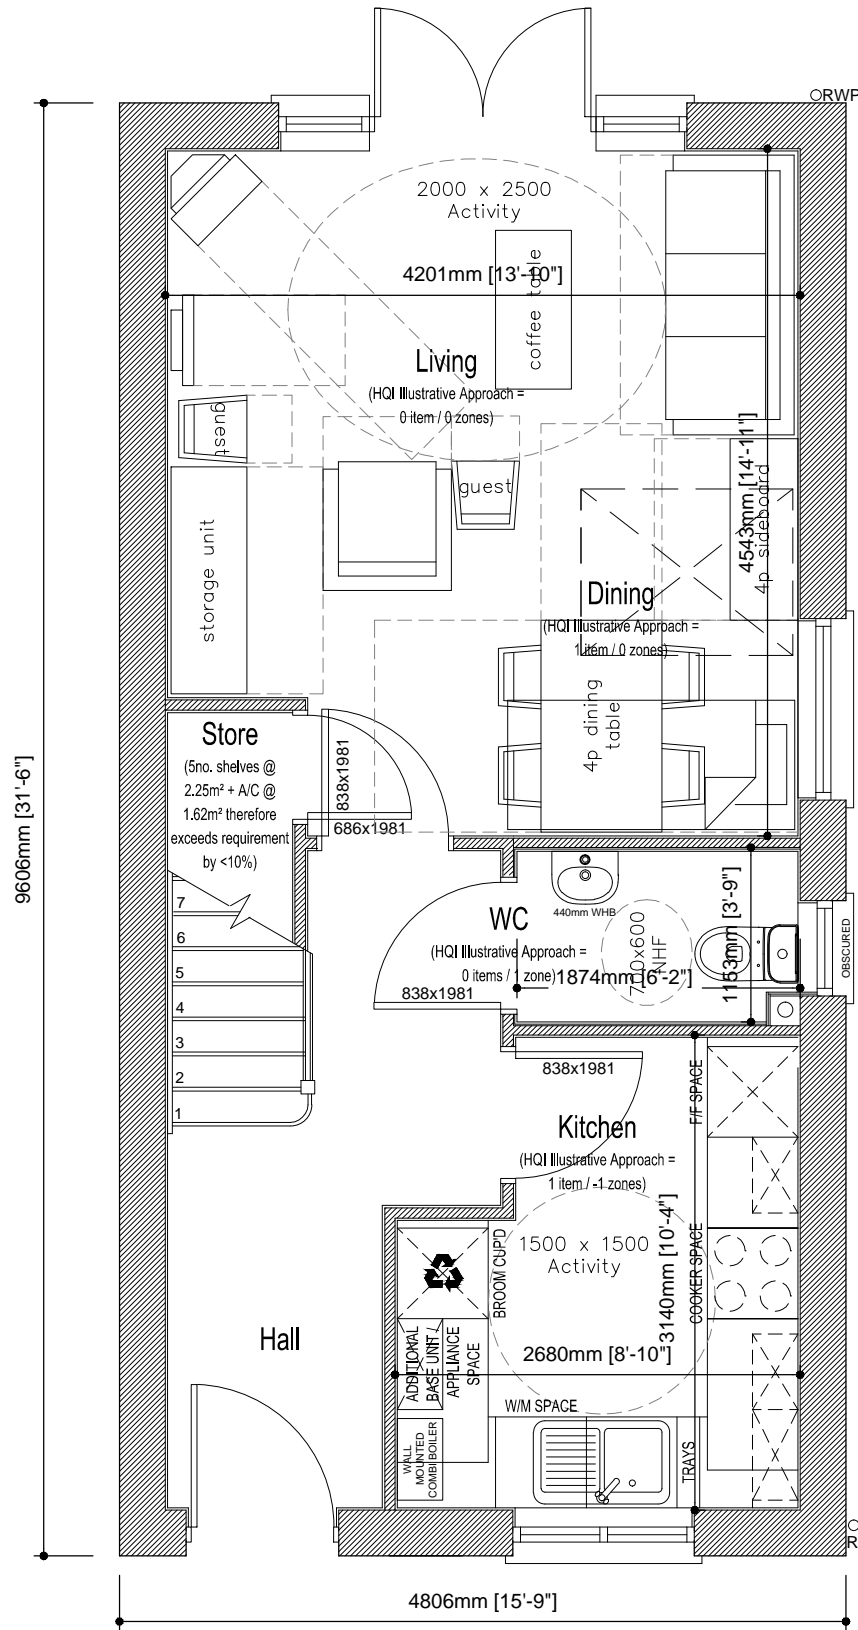 RWP
2000 x 2500
Activity
4201mm [13'-10"]
coffee table
Living
(HQI Illustrative Approach =
0 item / 0 zones)
guest
guest
4543mm [14'-11"]
4p sideboard
storage unit
Dining
(HQI Illustrative Approach =
1 item / 0 zones)
4p dining
table
Store
(5no. shelves @
2.25m² + A/C @
1.62m² therefore
exceeds requirement
by <10%)
838x1981
686x1981
9606mm [31'-6"]
7
6
5
4
3
2
1
440mm WHB
WC
(HQI Illustrative Approach =
0 items / 1 zone)
700x600
NHF
1153mm [3'-9"]
1874mm [6'-2"]
OBSCURED
838x1981
838x1981
F/F SPACE
Kitchen
(HQI Illustrative Approach =
1 item / -1 zones)
1500 x 1500
Activity
3140mm [10'-4"]
COOKER SPACE
BROOM CUP'D
Hall
ADDITIONAL
BASE UNIT /
APPLIANCE
SPACE
2680mm [8'-10"]
W/M SPACE
WALL
MOUNTED
COMBI BOILER
TRAYS
R
4806mm [15'-9"]